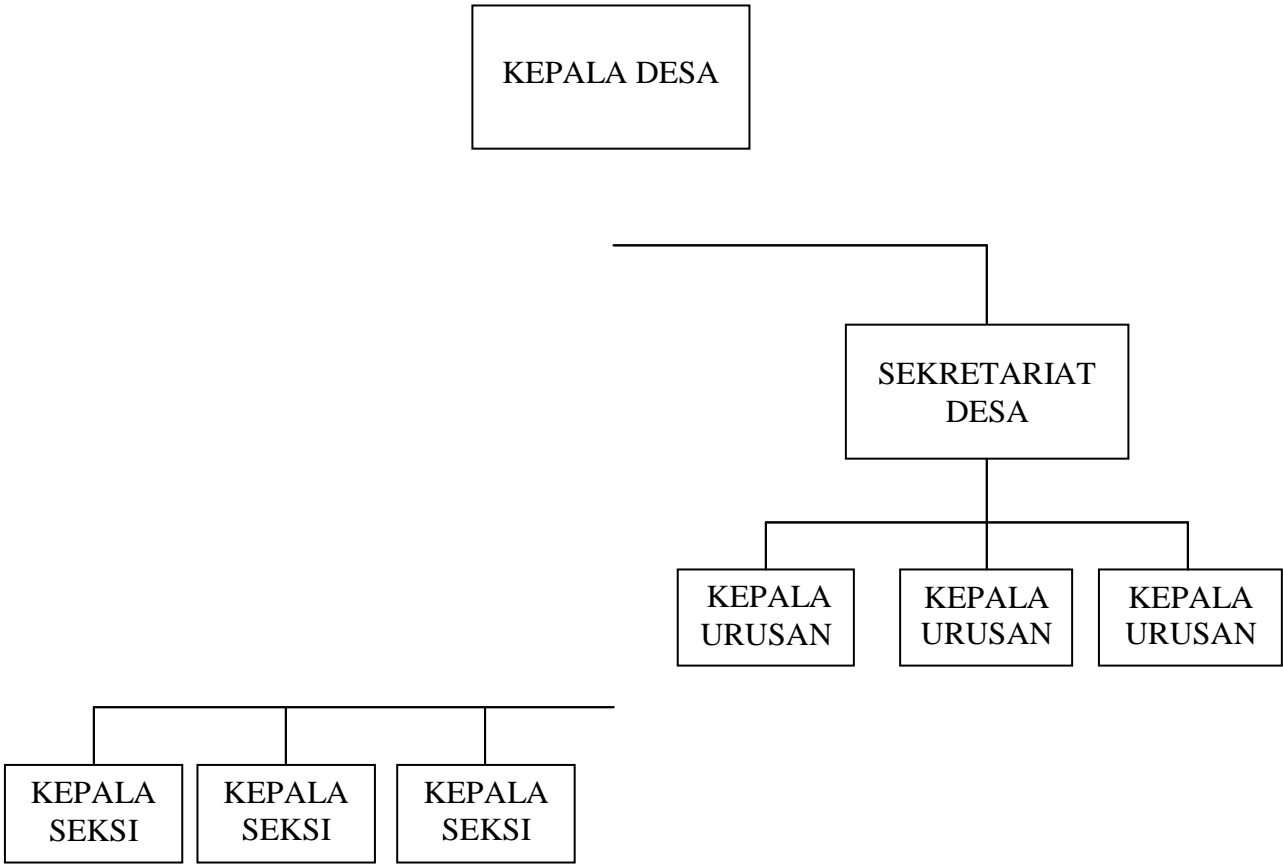 KEPALA DESA
SEKRETARIAT
DESA
KEPALA
URUSAN
KEPALA
URUSAN
KEPALA
URUSAN
KEPALA
SEKSI
KEPALA
SEKSI
KEPALA
SEKSI